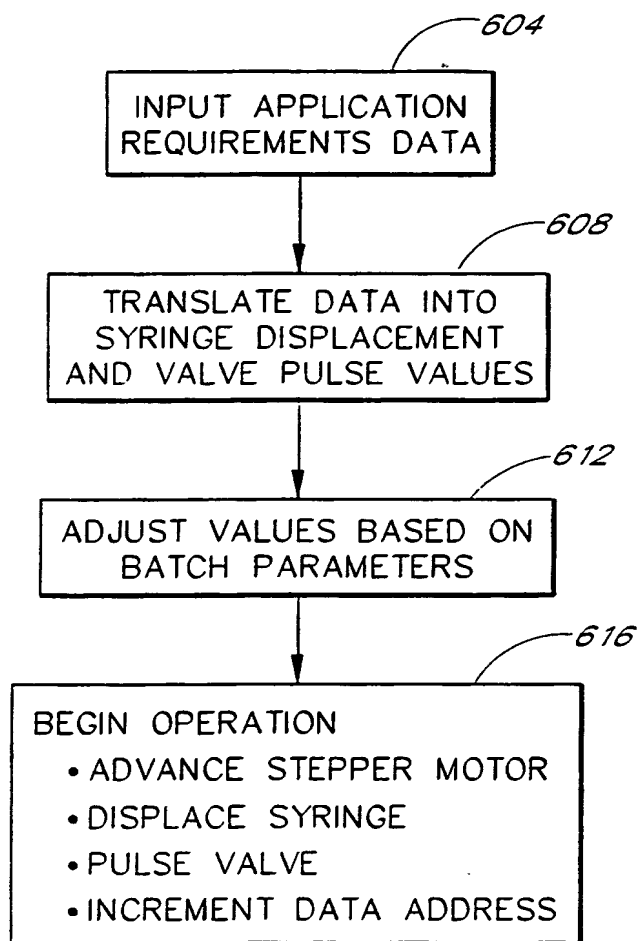 604
INPUT APPLICATION
REQUIREMENTS DATA
608
TRANSLATE DATA INTO
SYRINGE DISPLACEMENT
AND VALVE PULSE VALUES
612
ADJUST VALUES BASED ON
BATCH PARAMETERS
616
BEGIN OPERATION
• ADVANCE STEPPER MOTOR
• DISPLACE SYRINGE
• PULSE VALVE
• INCREMENT DATA ADDRESS